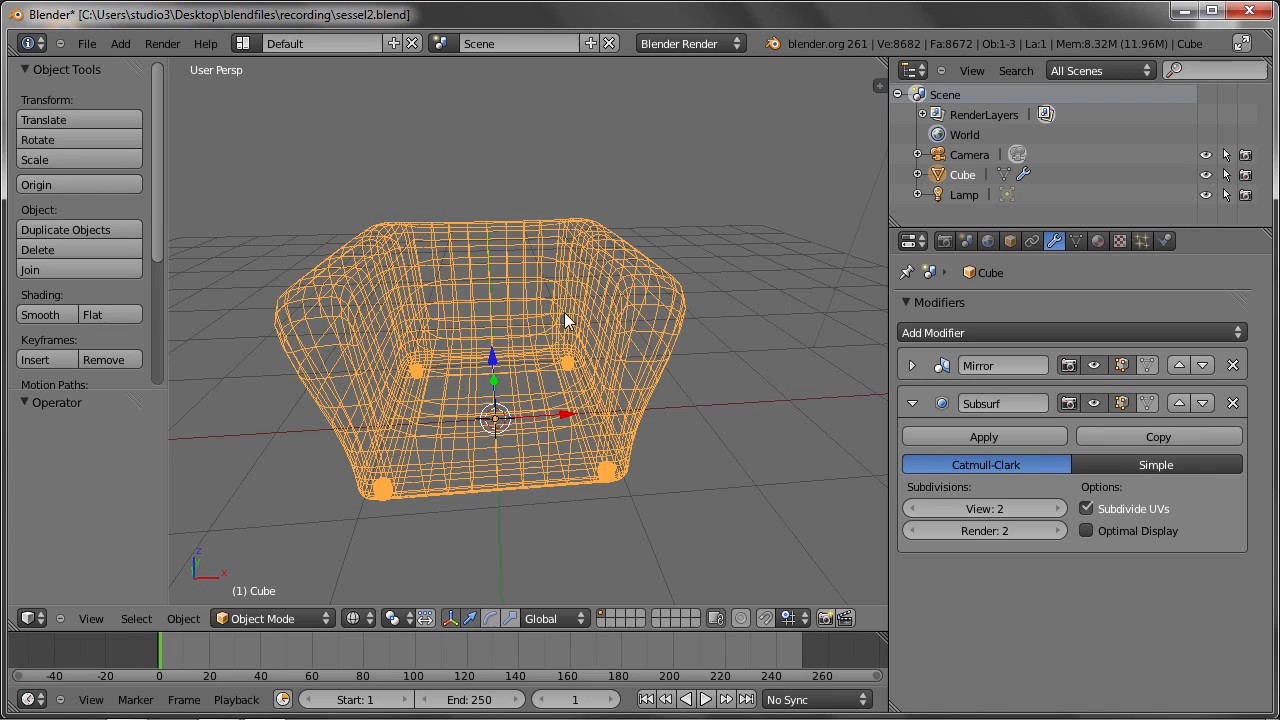 Blender* [C:\Users\studio3\Desktop\blendfiles\recording\sessel2.blend]
File Add Render Help Default Scene Blender Render blender.org 261 | Ve:8682 | Fa:8672 | Ob:1-3 | La:1 | Mem:8.32M (11.96M) | Cube
Object Tools
Transform:
Translate
Rotate
Scale
Origin
Object:
Duplicate Objects
Delete
Join
Shading:
Smooth Flat
Keyframes:
Insert Remove
Motion Paths:
Operator
User Persp
z
y
x
(1) Cube
View Select Object Object Mode Global
-40 -20 0 20 40 60 80 100 120 140 160 180 200 220 240 260
View Marker Frame Playback Start: 1 End: 250 1 No Sync
View Search All Scenes
Scene
RenderLayers |
World
Camera |
Cube |
Lamp |
Cube
Modifiers
Add Modifier
Mirror
Subsurf
Apply Copy
Catmull-Clark Simple
Subdivisions: Options:
View: 2 Subdivide UVs
Render: 2 Optimal Display